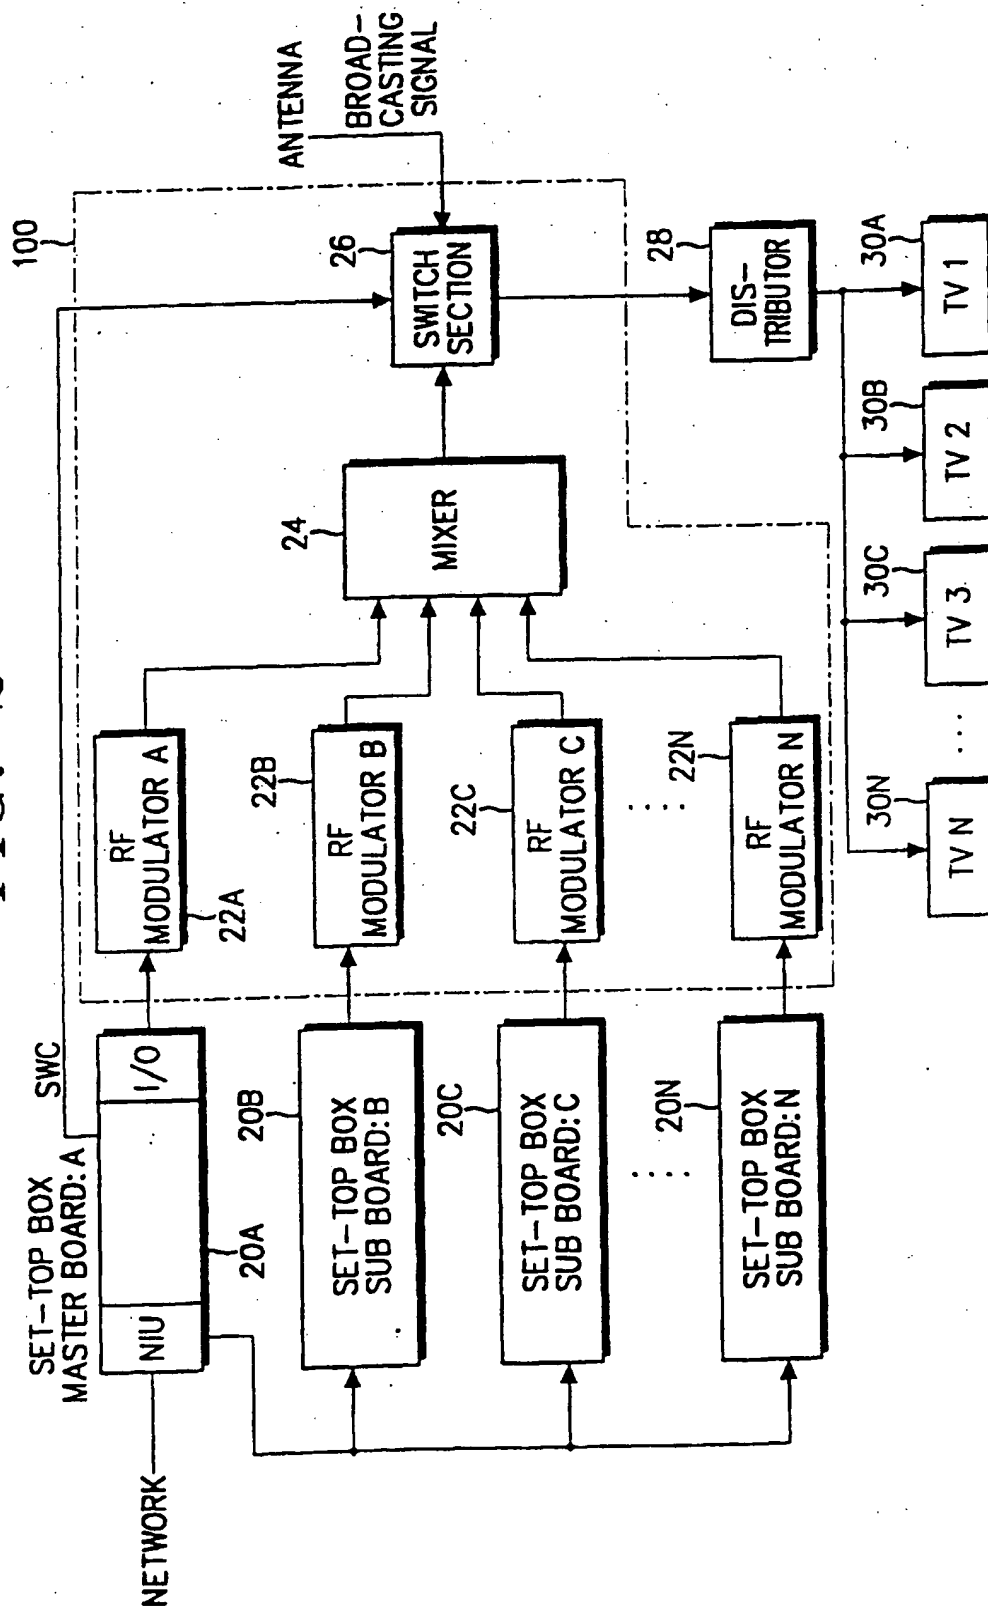 100
ANTENNA
BROAD-
CASTING
SIGNAL
SET-TOP BOX
MASTER BOARD:A
SWC
NETWORK
NIU
I/O
20A
RF
MODULATOR A
22A
SET-TOP BOX
SUB BOARD:B
20B
RF
MODULATOR B
22B
SET-TOP BOX
SUB BOARD:C
20C
RF
MODULATOR C
22C
SET-TOP BOX
SUB BOARD:N
20N
RF
MODULATOR N
22N
MIXER
24
SWITCH
SECTION
26
DIS-
TRIBUTOR
28
TV 1
30A
TV 2
30B
TV 3
30C
TV N
30N